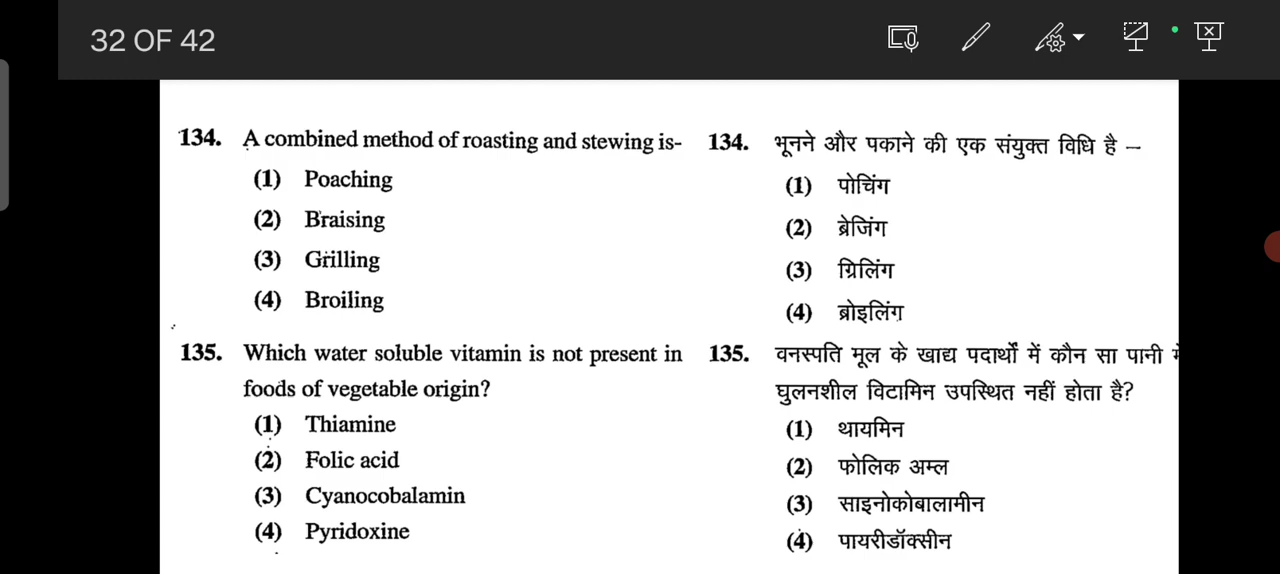 32 OF 42
134. A combined method of roasting and stewing is-
(1) Poaching
(2) Braising
(3) Grilling
(4) Broiling
135. Which water soluble vitamin is not present in
foods of vegetable origin?
(1) Thiamine
(2) Folic acid
(3) Cyanocobalamin
(4) Pyridoxine
134. भूनने और पकाने की एक संयुक्त विधि है –
(1) पोचिंग
(2) ब्रेजिंग
(3) ग्रिलिंग
(4) ब्रोइलिंग
135. वनस्पति मूल के खाद्य पदार्थों में कौन सा पानी
घुलनशील विटामिन उपस्थित नहीं होता है?
(1) थायमिन
(2) फोलिक अम्ल
(3) साइनोकोबालामीन
(4) पायरीडॉक्सीन